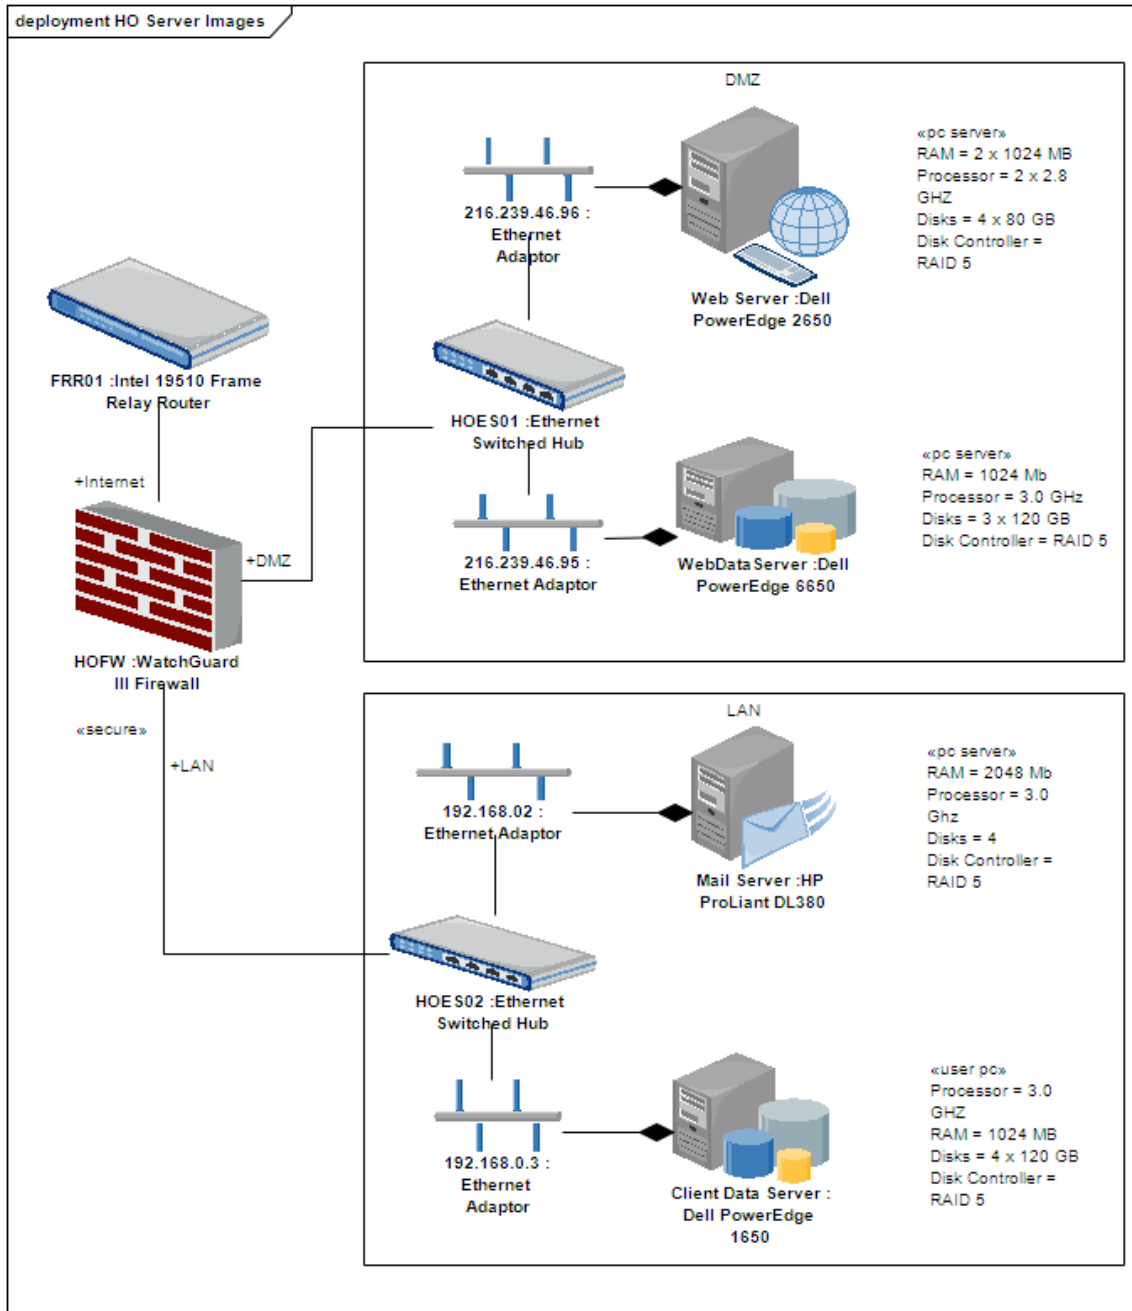 deployment HO Server Images
DMZ
216.239.46.96 :
Ethernet
Adaptor
Web Server :Dell
PowerEdge 2650
«pc server»
RAM = 2 x 1024 MB
Processor = 2 x 2.8
GHZ
Disks = 4 x 80 GB
Disk Controller =
RAID 5
FRR01 :Intel 19510 Frame
Relay Router
HOES01 :Ethernet
Switched Hub
+Internet
+DMZ
216.239.46.95 :
Ethernet Adaptor
WebDataServer :Dell
PowerEdge 6650
«pc server»
RAM = 1024 Mb
Processor = 3.0 GHz
Disks = 3 x 120 GB
Disk Controller = RAID 5
HOFW :WatchGuard
III Firewall
«secure»
+LAN
LAN
192.168.02 :
Ethernet Adaptor
Mail Server :HP
ProLiant DL380
«pc server»
RAM = 2048 Mb
Processor = 3.0
Ghz
Disks = 4
Disk Controller =
RAID 5
HOES02 :Ethernet
Switched Hub
192.168.0.3 :
Ethernet
Adaptor
Client Data Server :
Dell PowerEdge
1650
«user pc»
Processor = 3.0
GHZ
RAM = 1024 MB
Disks = 4 x 120 GB
Disk Controller =
RAID 5